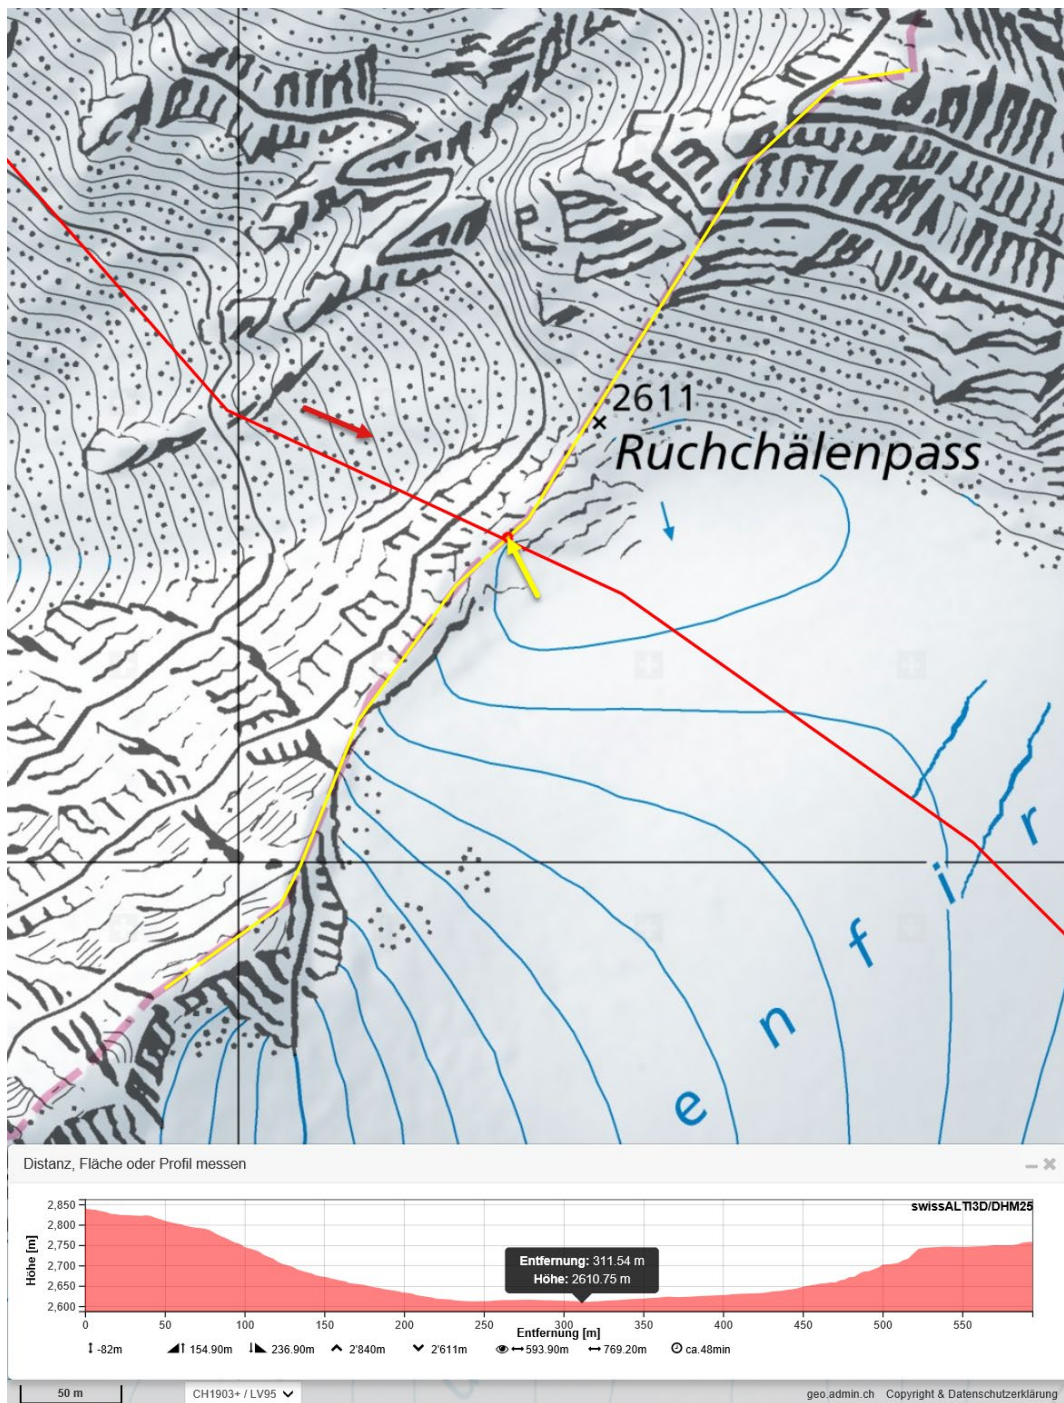 2611
Ruchchälenpass
r
i
f
n
e
Distanz, Fläche oder Profil messen
swissALTI3D/DHM25
Höhe [m]
2,850
2,800
2,750
2,700
2,650
2,600
Entfernung: 311.54 m
Höhe: 2610.75 m
0 50 100 150 200 250 300 350 400 450 500 550
Entfernung [m]
-82m 154.90m 236.90m 2'840m 2'611m 593.90m 769.20m ca.48min
50 m CH1903+ / LV95 geo.admin.ch Copyright & Datenschutzerklärung